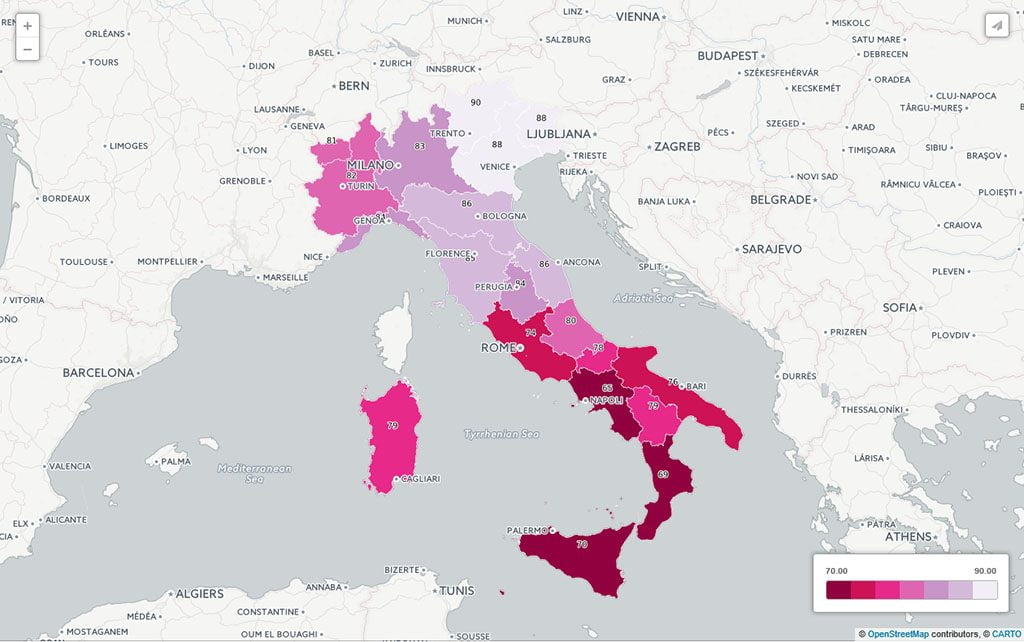 LINZ
MUNICH
VIENNA
MISKOLC
ORLÉANS
SALZBURG
SATU MARE
+
−
BASEL
TOURS
DIJON
ZURICH
INNSBRUCK
BUDAPEST
DEBRECEN
SZÉKESFEHÉRVÁR
GRAZ
ORADEA
BERN
KECSKEMÉT
90
CLUJ-NAPOCA
TÂRGU-MUREȘ
LAUSANNE
88
GENEVA
TRENTO
LJUBLJANA
PÉCS
SZEGED
ARAD
81
83
88
LIMOGES
LYON
ZAGREB
TIMIȘOARA
SIBIU
BRAȘOV
TRIESTE
MILANO
VENICE
RIJEKA
82
NOVI SAD
GRENOBLE
TURIN
RÂMNICU VÂLCEA
PLOIEȘTI
BORDEAUX
BANJA LUKA
BELGRADE
86
BOLOGNA
GENOA
CRAIOVA
SARAJEVO
NICE
FLORENCE
85
TOULOUSE
MONTPELLIER
86
ANCONA
SPLIT
PLEVEN
MARSEILLE
84
PERUGIA
/ VITORIA
Adriatic Sea
SOFIA
80
74
PRIZREN
PLOVDIV
ROME
78
BARCELONA
DURRËS
76
BARI
65
NAPOLI
79
THESSALONÍKI
79
Tyrrhenian Sea
PALMA
LÁRISA
VALENCIA
Mediterranean
Sea
69
CAGLIARI
ALICANTE
ELX
PÁTRA
PALERMO
70
ATHENS
BIZERTE
70.00 90.00
ANNABA
TUNIS
ALGIERS
CONSTANTINE
MÉDÉA
MOSTAGANEM
OUM EL BOUAGHI
SOUSSE
© OpenStreetMap contributors, © CARTO